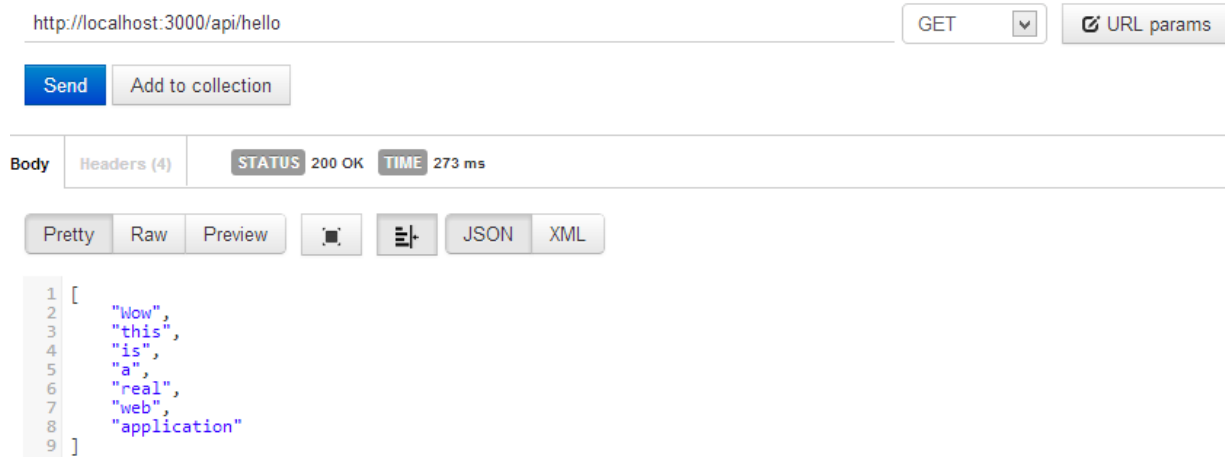 http://localhost:3000/api/hello GET URL params
Send Add to collection
Body Headers (4) STATUS 200 OK TIME 273 ms
Pretty Raw Preview JSON XML
1 [
2 "Wow",
3 "this",
4 "is",
5 "a",
6 "real",
7 "web",
8 "application"
9 ]